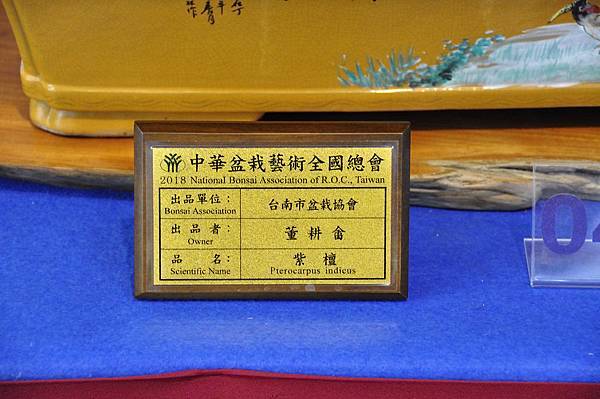 中華盆栽藝術全國總會
2018 National Bonsai Association of R.O.C., Taiwan
出品單位：
Bonsai Association
台南市盆栽協會
出品者：
Owner
董耕畬
品名：
Scientific Name
紫檀
Pterocarpus indicus